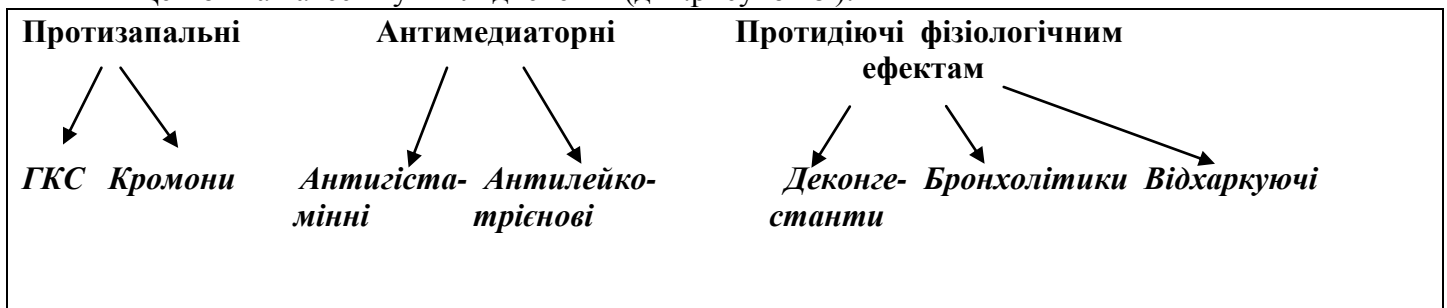 Протизапальні Антимедиаторні Протидіючі фізіологічним
ефектам
ГКС Кромони Антигіста- Антилейко- Деконге- Бронхолітики Відхаркуючі
мінні трієнові станти